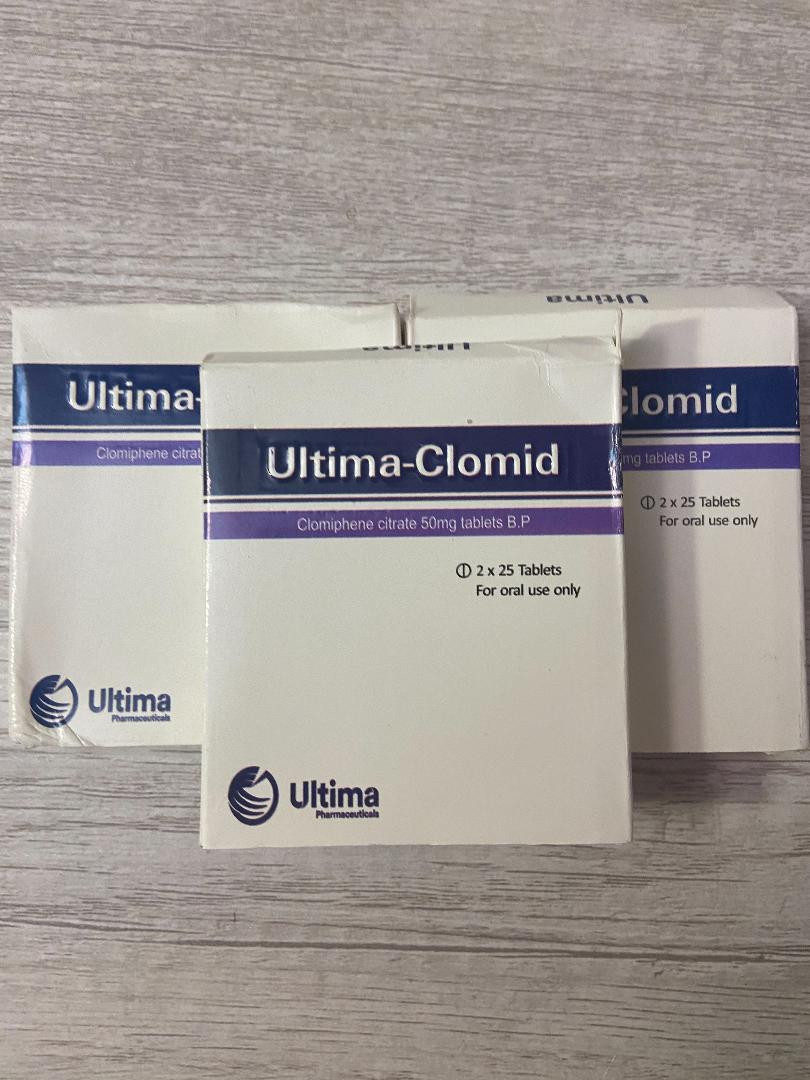 Ultima
Ultima
Ultima-
Clomiphene citrat
Ultima
Pharmaceuticals
Ultima-Clomid
Clomiphene citrate 50mg tablets B.P
2 x 25 Tablets
For oral use only
Ultima
Pharmaceuticals
Clomid
mg tablets B.P
2 x 25 Tablets
For oral use only